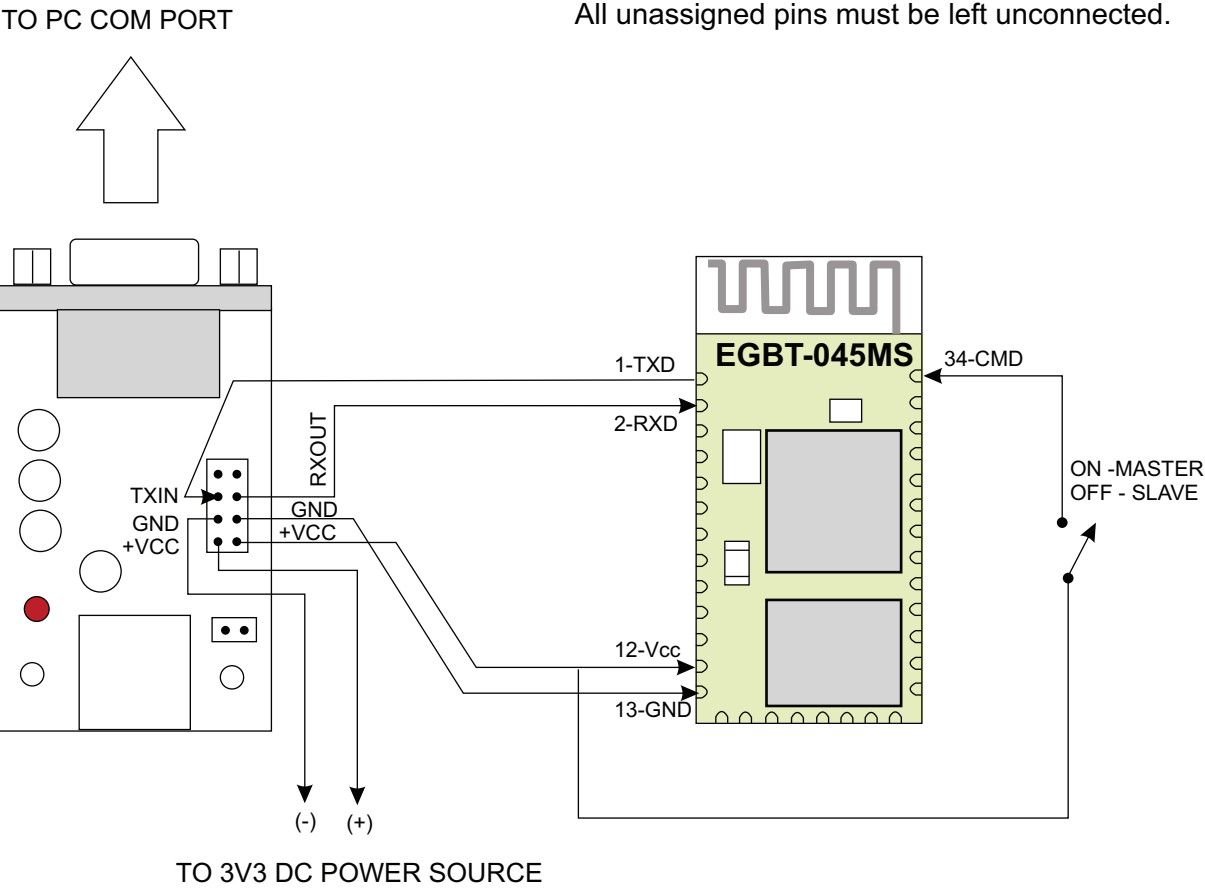 TO PC COM PORT
All unassigned pins must be left unconnected.
EGBT-045MS
1-TXD
34-CMD
2-RXD
RXOUT
ON -MASTER
OFF - SLAVE
TXIN
GND
GND
+VCC
+VCC
12-Vcc
13-GND
(-)
(+)
TO 3V3 DC POWER SOURCE